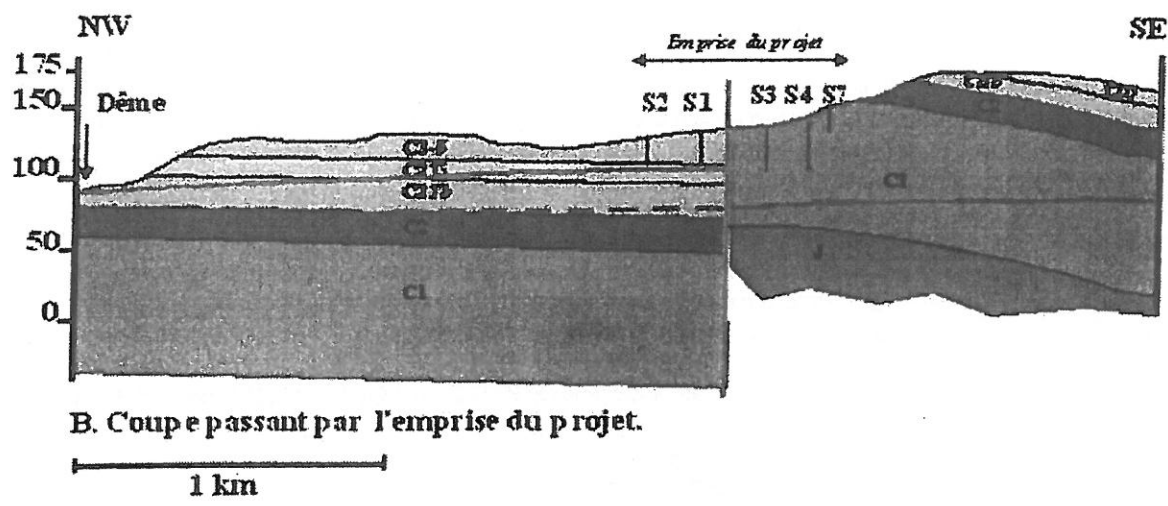 NW
SE
Emprise du projet
175
150
Dême
S2 S1 S3 S4 S7
100
C1
50
C1
J
0
B. Coupe passant par l'emprise du projet.
1 km